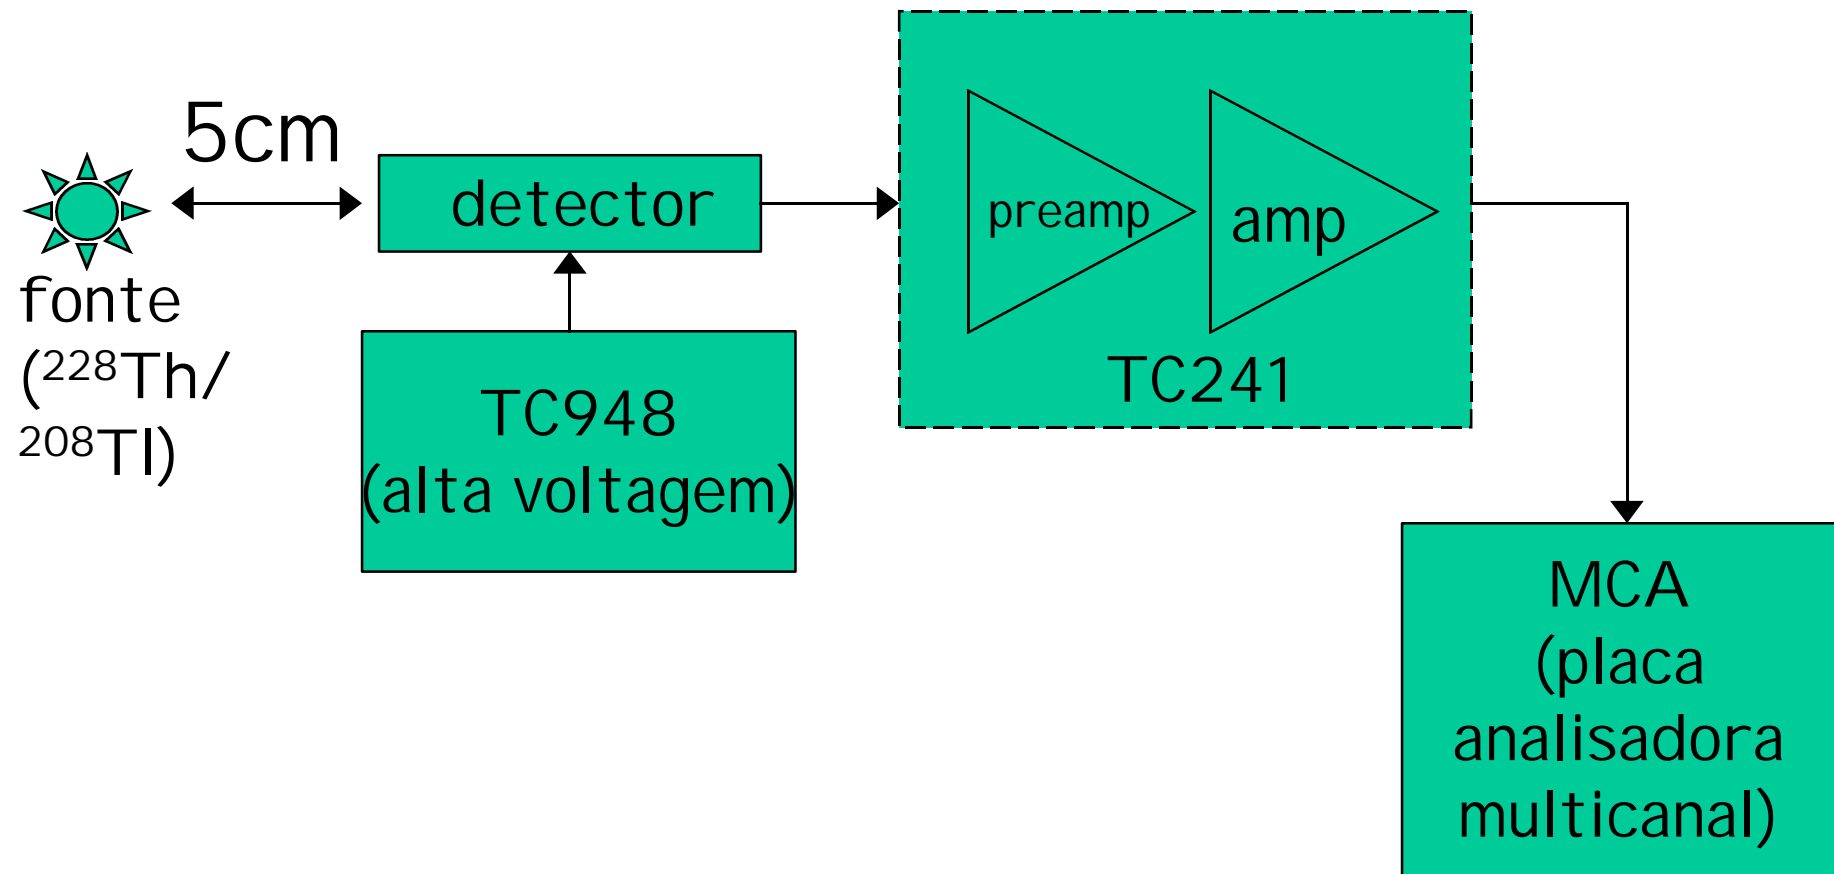 5cm
fonte
(²²⁸Th/
²⁰⁸Tl)
detector
TC948
(alta voltagem)
preamp
amp
TC241
MCA
(placa
analisadora
multicanal)